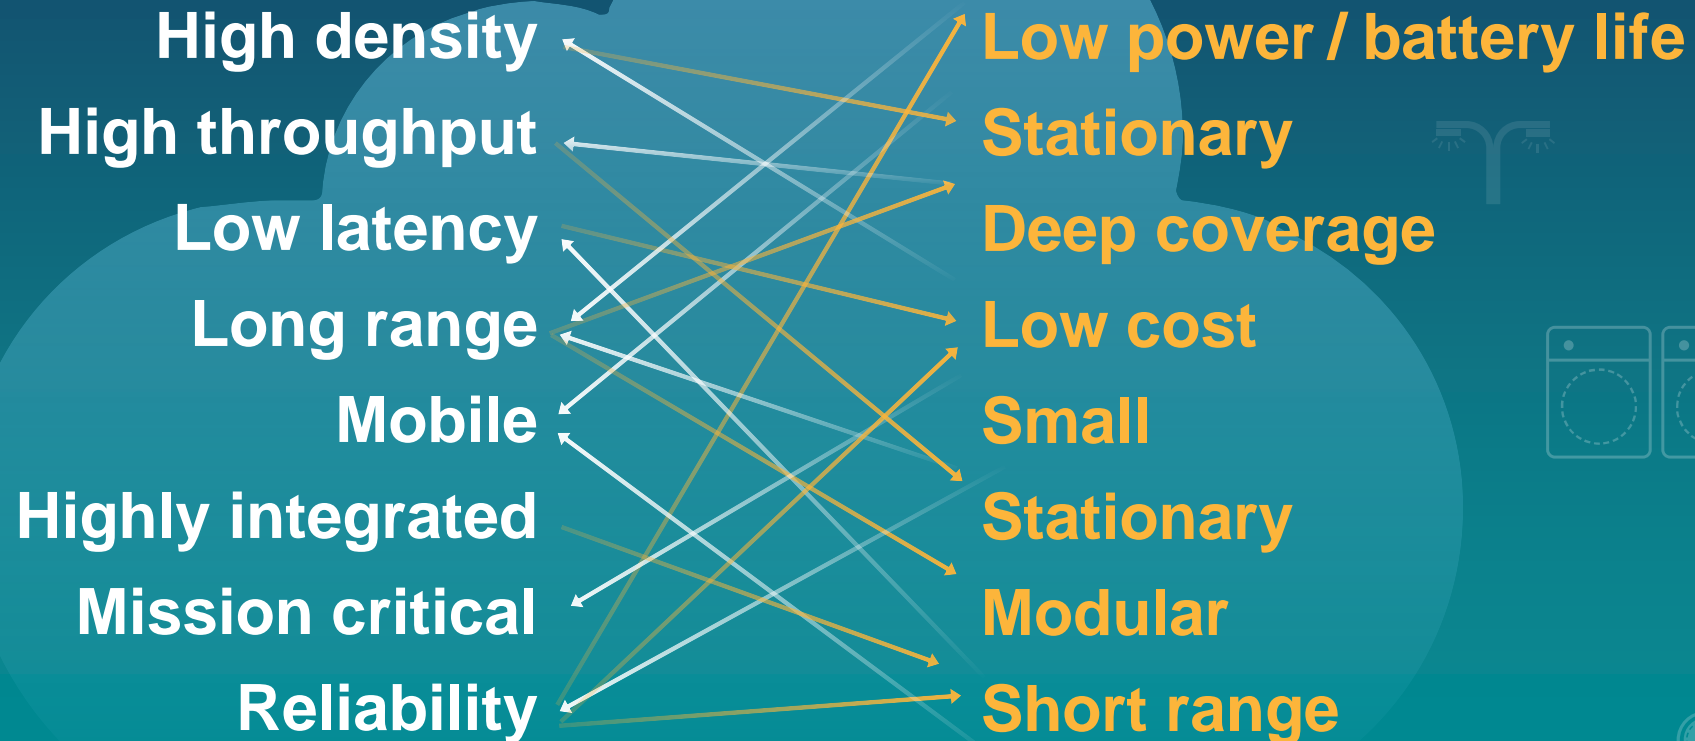 High density
High throughput
Low latency
Long range
Mobile
Highly integrated
Mission critical
Reliability
Low power / battery life
Stationary
Deep coverage
Low cost
Small
Stationary
Modular
Short range